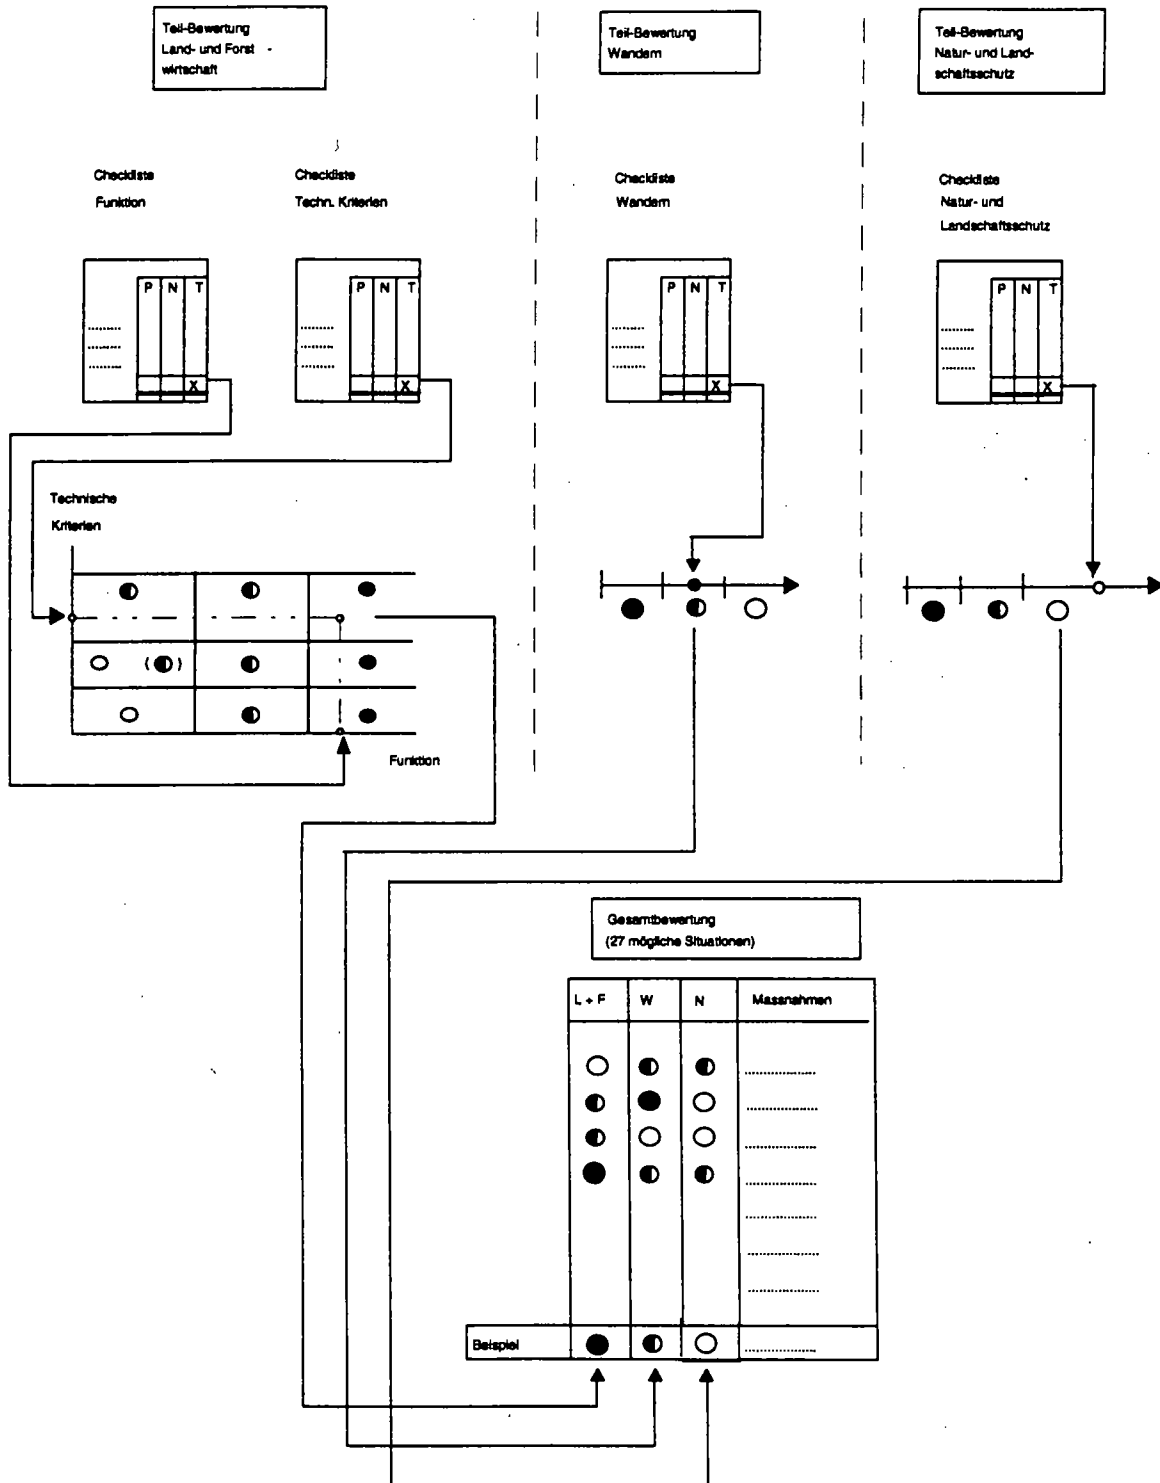 Teil-Bewertung
Land- und Forst -
wirtschaft
Teil-Bewertung
Wandern
Teil-Bewertung
Natur- und Land-
schaftsschutz
Checkliste
Funktion
Checkliste
Techn. Kriterien
Checkliste
Wandern
Checkliste
Natur- und
Landschaftsschutz
P N T
X
P N T
X
P N T
X
P N T
X
Technische
Kriterien
Funktion
Gesamtbewertung
(27 mögliche Situationen)
L + F W N Massnahmen
Beispiel